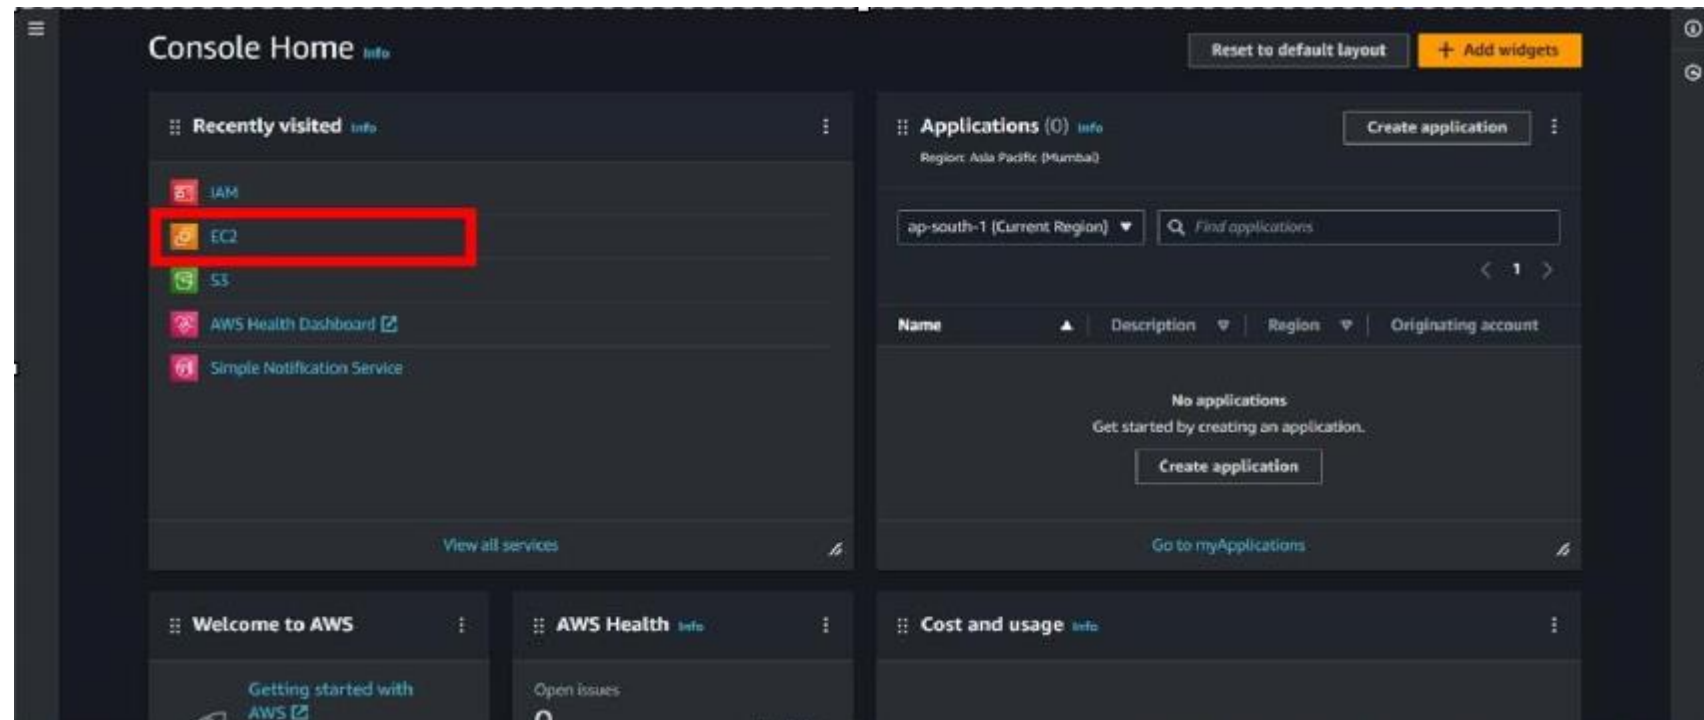 Console Home Info
Reset to default layout
+ Add widgets
Recently visited Info
IAM
EC2
S3
AWS Health Dashboard
Simple Notification Service
View all services
Applications (0) Info
Region: Asia Pacific (Mumbai)
Create application
ap-south-1 (Current Region)
Find applications
1
Name
Description
Region
Originating account
No applications
Get started by creating an application.
Create application
Go to myApplications
Welcome to AWS
Getting started with
AWS
AWS Health Info
Open issues
0
Cost and usage Info